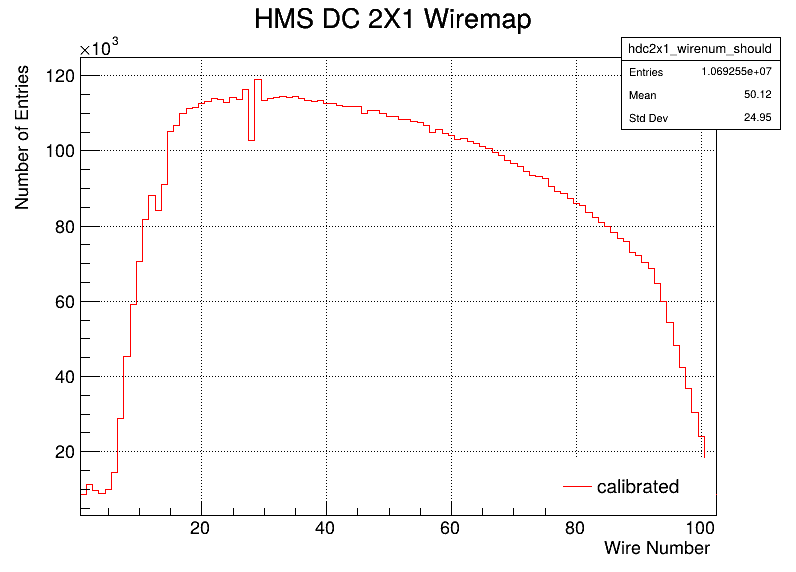 HMS DC 2X1 Wiremap
×10³
hdc2x1_wirenum_should
Entries 1.069255e+07
Mean 50.12
Std Dev 24.95
Number of Entries
120
100
80
60
40
20
calibrated
20 40 60 80 100
Wire Number